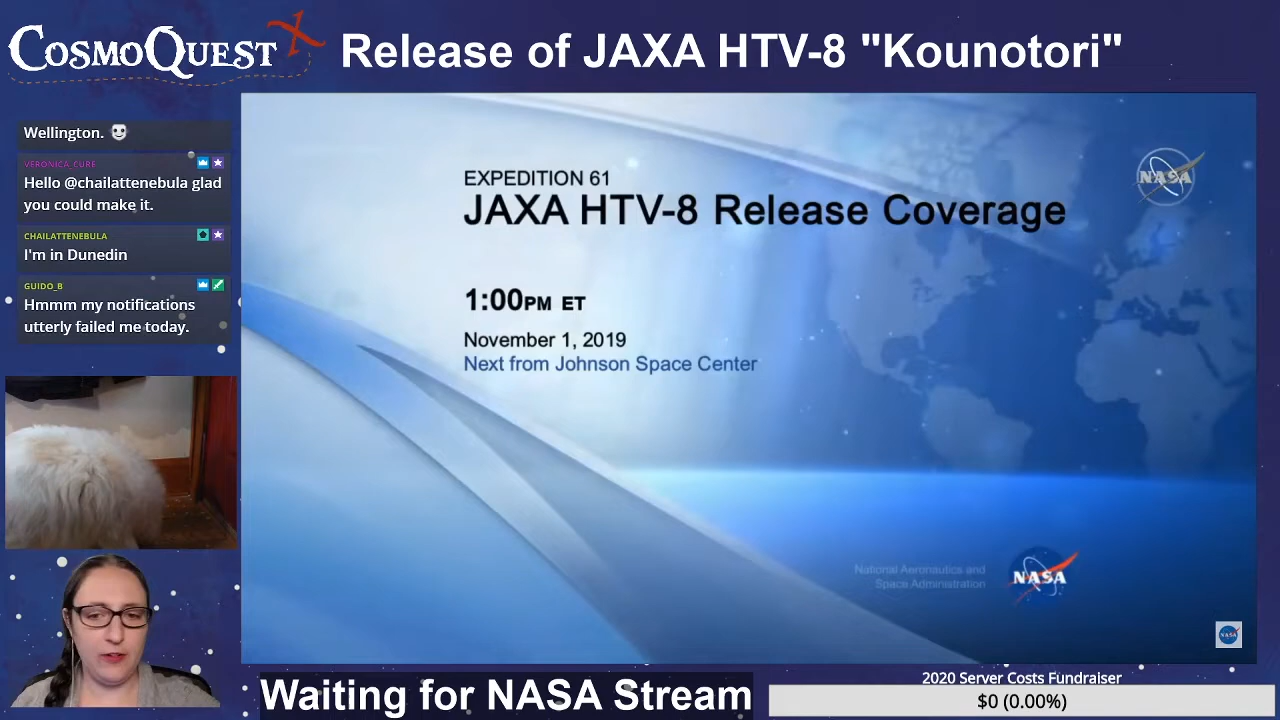 COSMOQUEST X
Release of JAXA HTV-8 "Kounotori"
Wellington.
VERONICA_CURE
Hello @chailattenebula glad
you could make it.
CHAILATTENEBULA
I'm in Dunedin
GUIDO_B
Hmmm my notifications
utterly failed me today.
EXPEDITION 61
JAXA HTV-8 Release Coverage
1:00PM ET
November 1, 2019
Next from Johnson Space Center
NASA
National Aeronautics and
Space Administration
NASA
NASA
Waiting for NASA Stream
2020 Server Costs Fundraiser
$0 (0.00%)